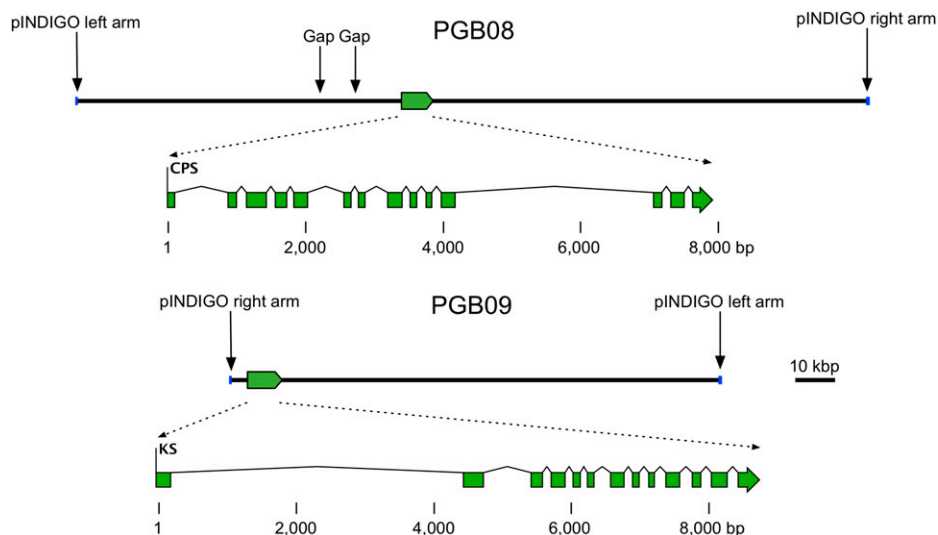 PGB08
pINDIGO left arm
Gap Gap
pINDIGO right arm
CPS
1 2,000 4,000 6,000 8,000 bp
PGB09
pINDIGO right arm
pINDIGO left arm
10 kbp
KS
1 2,000 4,000 6,000 8,000 bp